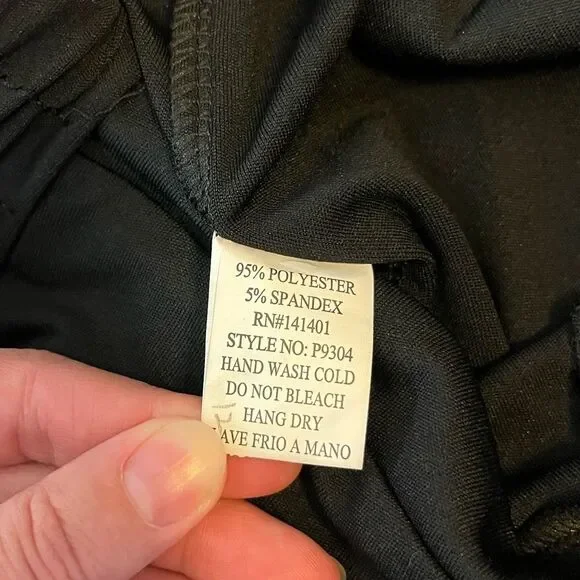 95% POLYESTER
5% SPANDEX
RN#141401
STYLE NO: P9304
HAND WASH COLD
DO NOT BLEACH
HANG DRY
AVE FRIO A MANO